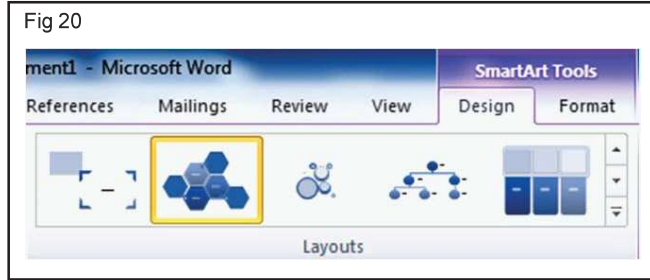 Fig 20
ment1 - Microsoft Word SmartArt Tools
References Mailings Review View Design Format
Layouts